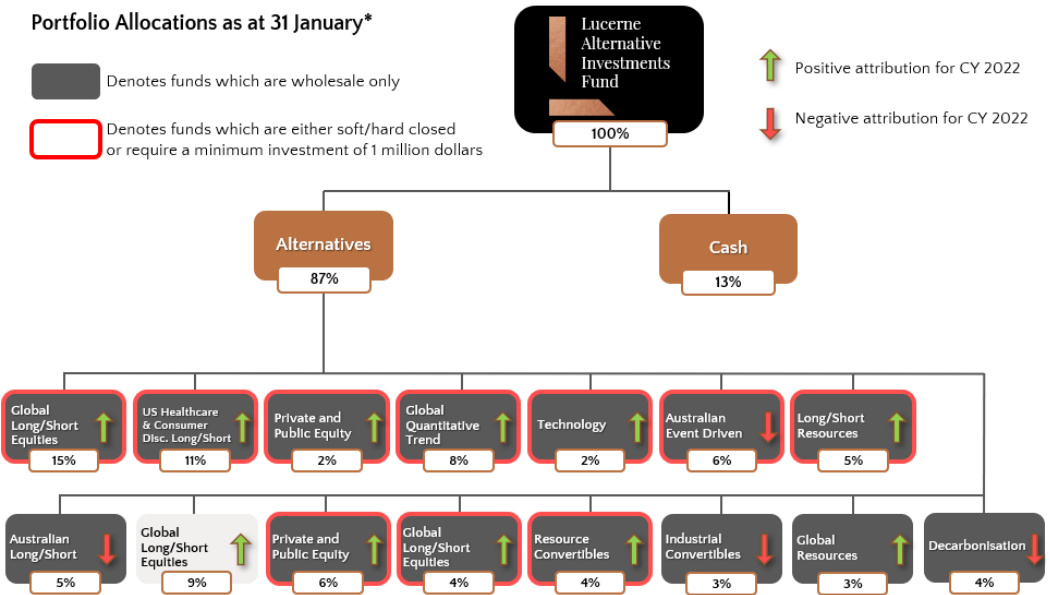 Portfolio Allocations as at 31 January*
Denotes funds which are wholesale only
Denotes funds which are either soft/hard closed
or require a minimum investment of 1 million dollars
Lucerne
Alternative
Investments
Fund
100%
Positive attribution for CY 2022
Negative attribution for CY 2022
Alternatives
87%
Cash
13%
Global
Long/Short
Equities
15%
US Healthcare
& Consumer
Disc. Long/Short
11%
Private and
Public Equity
2%
Global
Quantitative
Trend
8%
Technology
2%
Australian
Event Driven
6%
Long/Short
Resources
5%
Australian
Long/Short
5%
Global
Long/Short
Equities
9%
Private and
Public Equity
6%
Global
Long/Short
Equities
4%
Resource
Convertibles
4%
Industrial
Convertibles
3%
Global
Resources
3%
Decarbonisation
4%